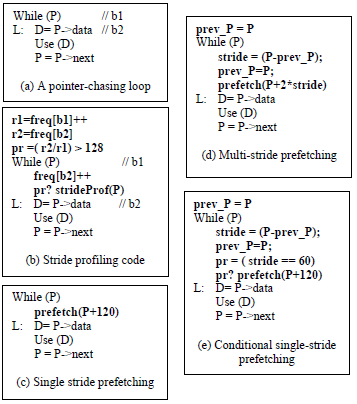 While (P) // b1
L: D= P->data // b2
Use (D)
P = P->next
(a) A pointer-chasing loop
r1=freq[b1]++
r2=freq[b2]
pr =( r2/r1) > 128
While (P) // b1
freq[b2]++
pr? strideProf(P)
L: D= P->data // b2
Use (D)
P = P->next
(b) Stride profiling code
While (P)
prefetch(P+120)
L: D= P->data
Use (D)
P = P->next
(c) Single stride prefetching
prev_P = P
While (P)
stride = (P-prev_P);
prev_P=P;
prefetch(P+2*stride)
L: D= P->data
Use (D)
P = P->next
(d) Multi-stride prefetching
prev_P = P
While (P)
stride = (P-prev_P);
prev_P=P;
pr = ( stride == 60)
pr? prefetch(P+120)
L: D= P->data
Use (D)
P = P->next
(e) Conditional single-stride
prefetching